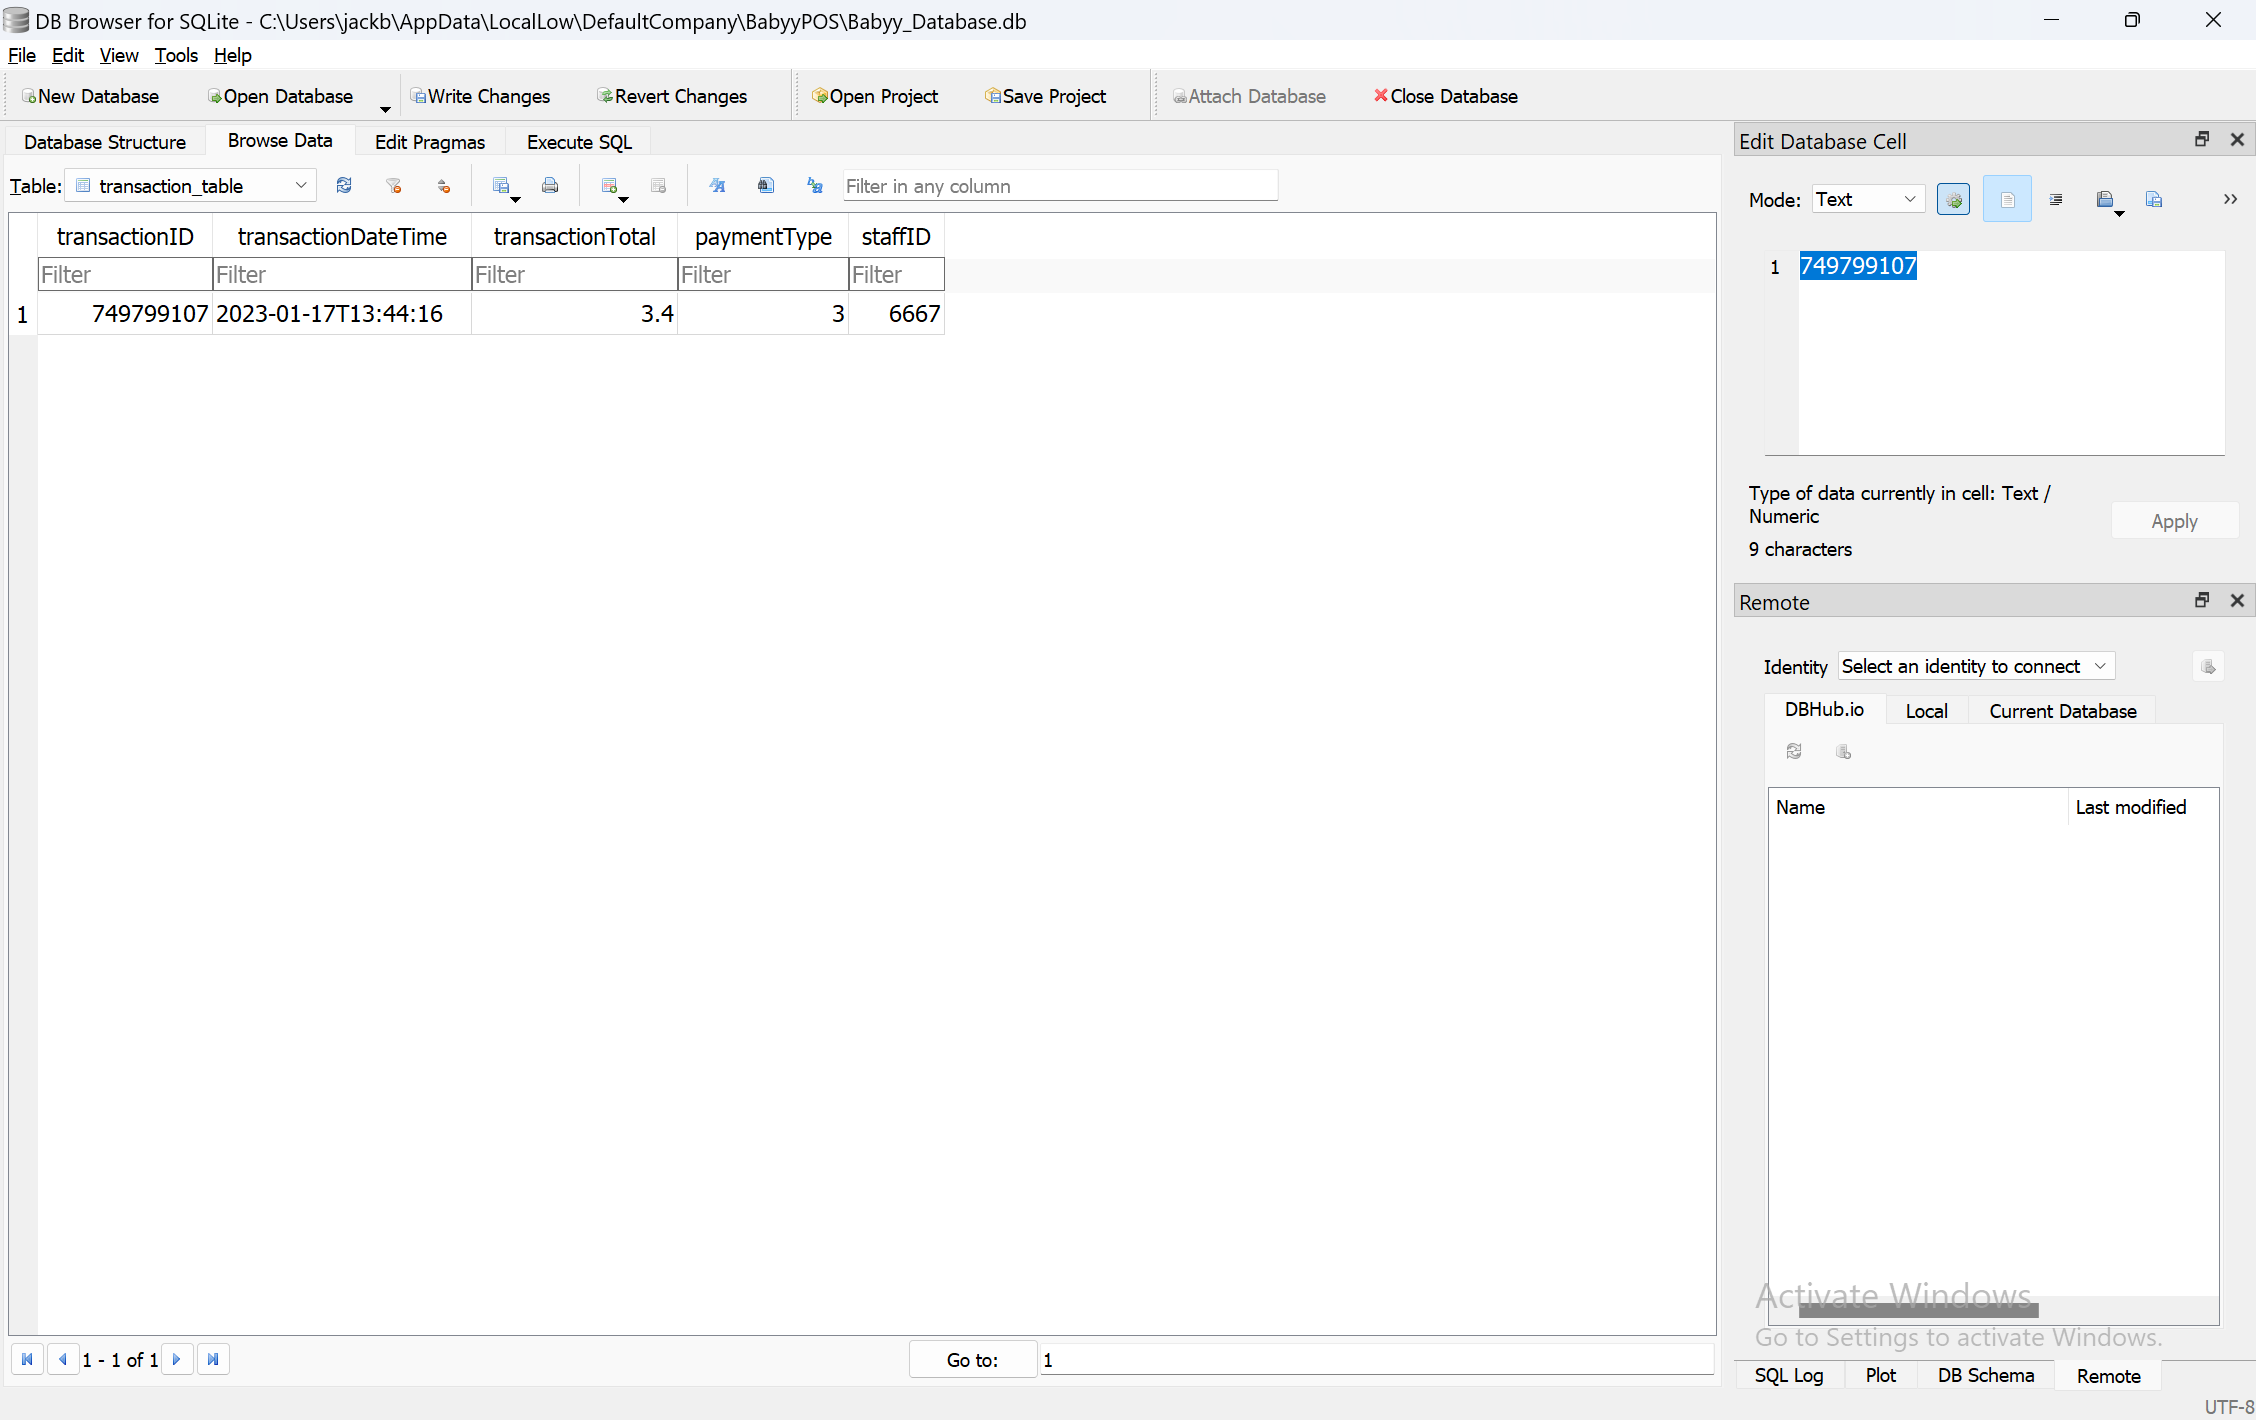 DB Browser for SQLite - C:\Users\jackb\AppData\LocalLow\DefaultCompany\BabyyPOS\Babyy_Database.db
File Edit View Tools Help
New Database Open Database Write Changes Revert Changes Open Project Save Project Attach Database Close Database
Database Structure Browse Data Edit Pragmas Execute SQL
Table: transaction_table Filter in any column
transactionID transactionDateTime transactionTotal paymentType staffID
Filter Filter Filter Filter Filter
1 749799107 2023-01-17T13:44:16 3.4 3 6667
1 - 1 of 1 Go to: 1
Edit Database Cell
Mode: Text
1 749799107
Type of data currently in cell: Text /
Numeric
Apply
9 characters
Remote
Identity Select an identity to connect
DBHub.io Local Current Database
Name Last modified
Activate Windows
Go to Settings to activate Windows.
SQL Log Plot DB Schema Remote
UTF-8